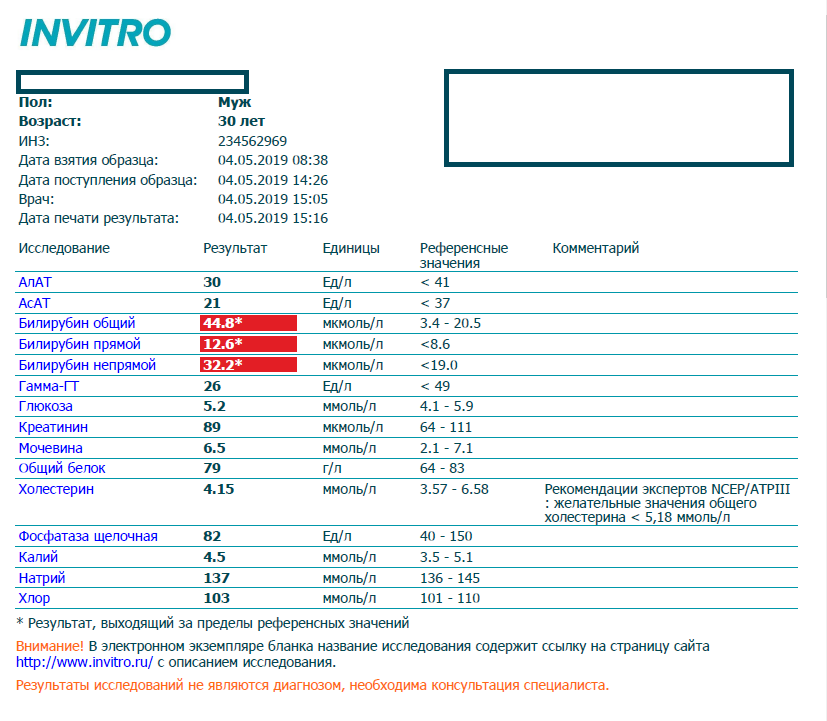 INVITRO
Пол: Муж
Возраст: 30 лет
ИНЗ: 234562969
Дата взятия образца: 04.05.2019 08:38
Дата поступления образца: 04.05.2019 14:26
Врач: 04.05.2019 15:05
Дата печати результата: 04.05.2019 15:16
Исследование Результат Единицы Референсные значения Комментарий
АлАТ 30 Ед/л < 41
АсАТ 21 Ед/л < 37
Билирубин общий 44.8* мкмоль/л 3.4 - 20.5
Билирубин прямой 12.6* мкмоль/л <8.6
Билирубин непрямой 32.2* мкмоль/л <19.0
Гамма-ГТ 26 Ед/л < 49
Глюкоза 5.2 ммоль/л 4.1 - 5.9
Креатинин 89 мкмоль/л 64 - 111
Мочевина 6.5 ммоль/л 2.1 - 7.1
Общий белок 79 г/л 64 - 83
Холестерин 4.15 ммоль/л 3.57 - 6.58 Рекомендации экспертов NCEP/ATPIII
: желательные значения общего
холестерина < 5,18 ммоль/л
Фосфатаза щелочная 82 Ед/л 40 - 150
Калий 4.5 ммоль/л 3.5 - 5.1
Натрий 137 ммоль/л 136 - 145
Хлор 103 ммоль/л 101 - 110
* Результат, выходящий за пределы референсных значений
Внимание! В электронном экземпляре бланка название исследования содержит ссылку на страницу сайта
http://www.invitro.ru/ с описанием исследования.
Результаты исследований не являются диагнозом, необходима консультация специалиста.